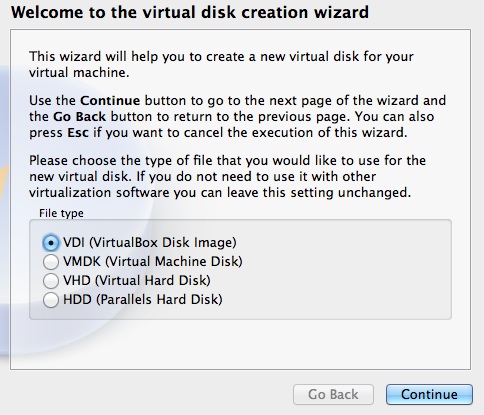 Welcome to the virtual disk creation wizard
This wizard will help you to create a new virtual disk for your
virtual machine.
Use the Continue button to go to the next page of the wizard and
the Go Back button to return to the previous page. You can also
press Esc if you want to cancel the execution of this wizard.
Please choose the type of file that you would like to use for the
new virtual disk. If you do not need to use it with other
virtualization software you can leave this setting unchanged.
File type
VDI (VirtualBox Disk Image)
VMDK (Virtual Machine Disk)
VHD (Virtual Hard Disk)
HDD (Parallels Hard Disk)
Go Back Continue